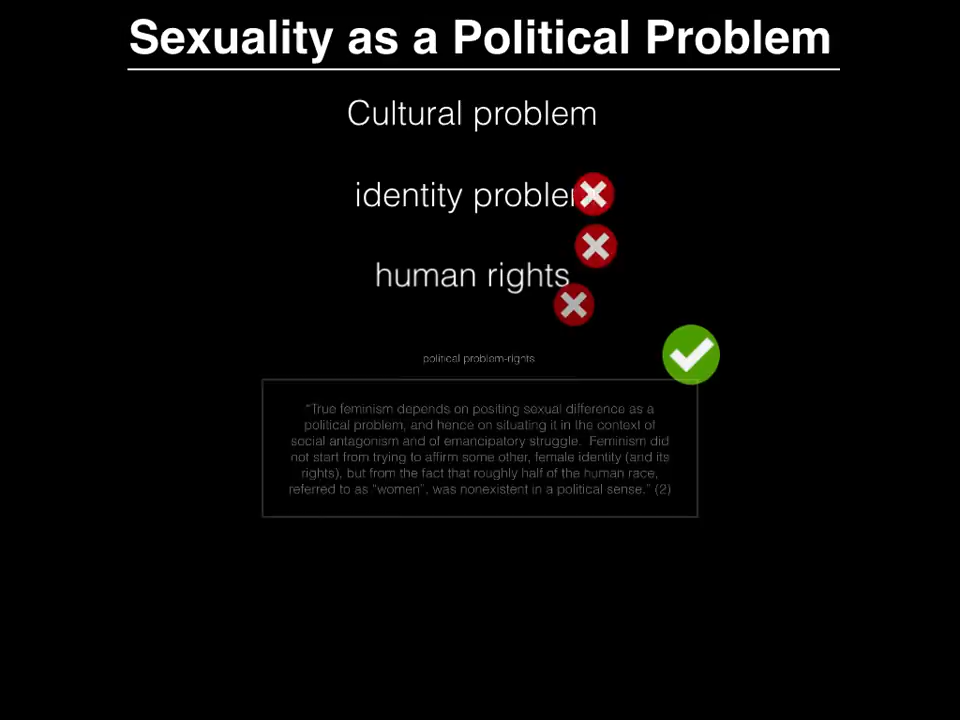 Sexuality as a Political Problem
Cultural problem
identity problem
human rights
political problem-rights
“True feminism depends on positing sexual difference as a
political problem, and hence on situating it in the context of
social antagonism and of emancipatory struggle. Feminism did
not start from trying to affirm some other, female identity (and its
rights), but from the fact that roughly half of the human race,
referred to as “women”, was nonexistent in a political sense.” (2)